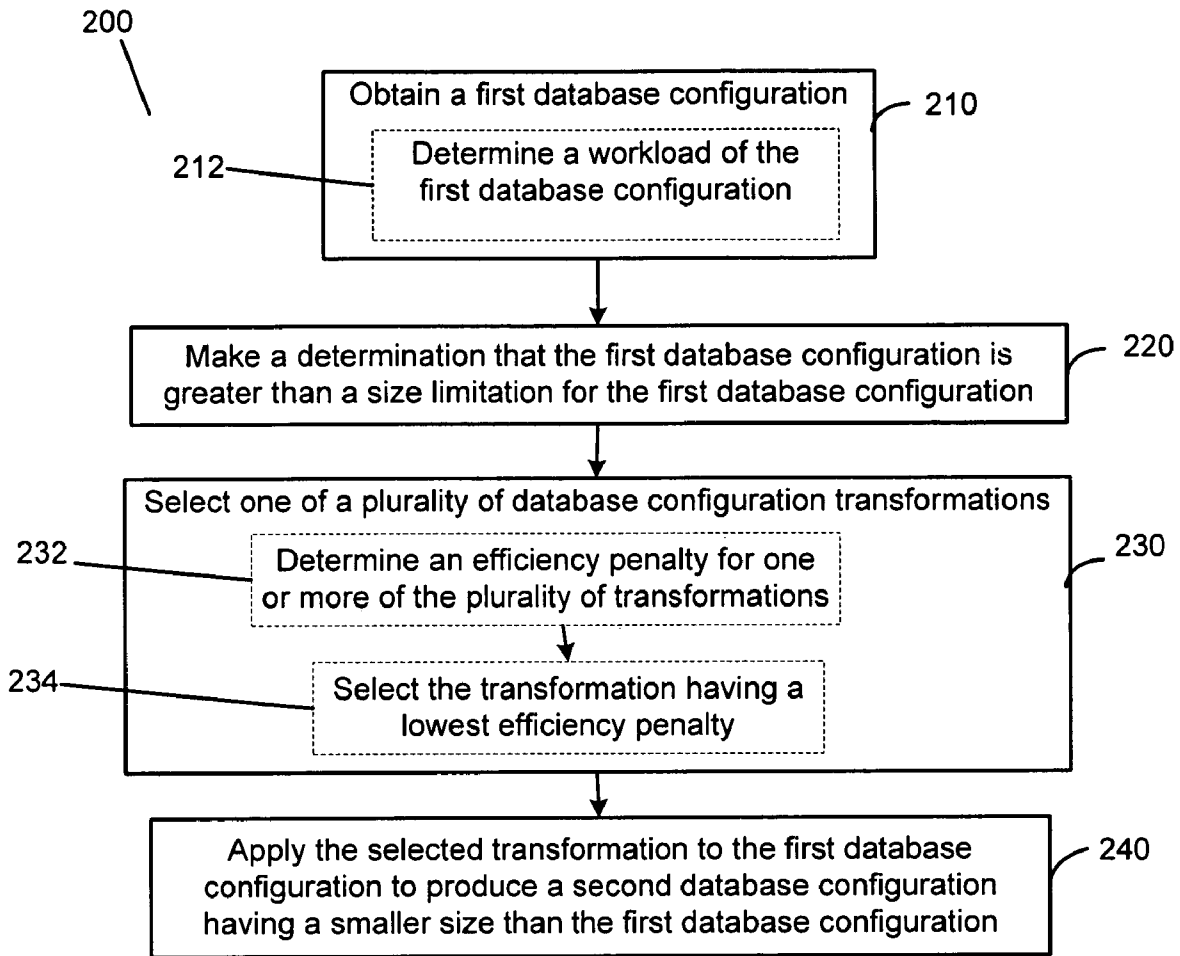 200
Obtain a first database configuration
210
212
Determine a workload of the
first database configuration
Make a determination that the first database configuration is
greater than a size limitation for the first database configuration
220
Select one of a plurality of database configuration transformations
230
232
Determine an efficiency penalty for one
or more of the plurality of transformations
234
Select the transformation having a
lowest efficiency penalty
Apply the selected transformation to the first database
configuration to produce a second database configuration
having a smaller size than the first database configuration
240